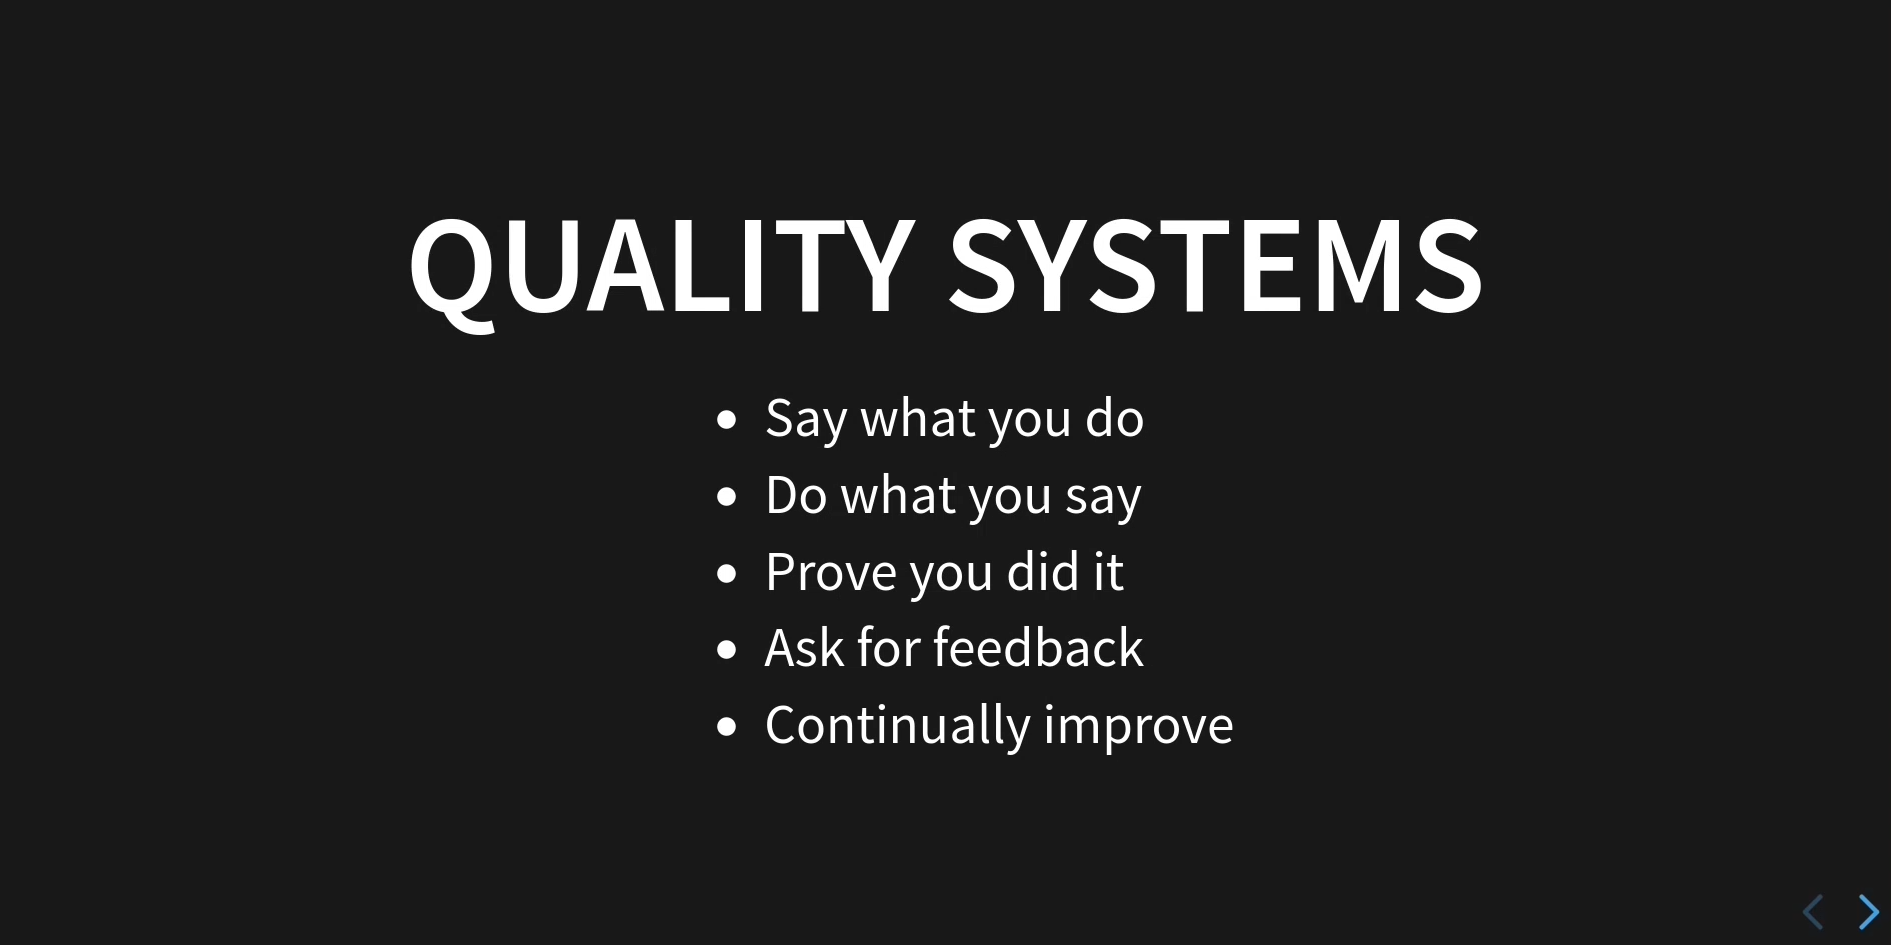 QUALITY SYSTEMS
Say what you do
Do what you say
Prove you did it
Ask for feedback
Continually improve